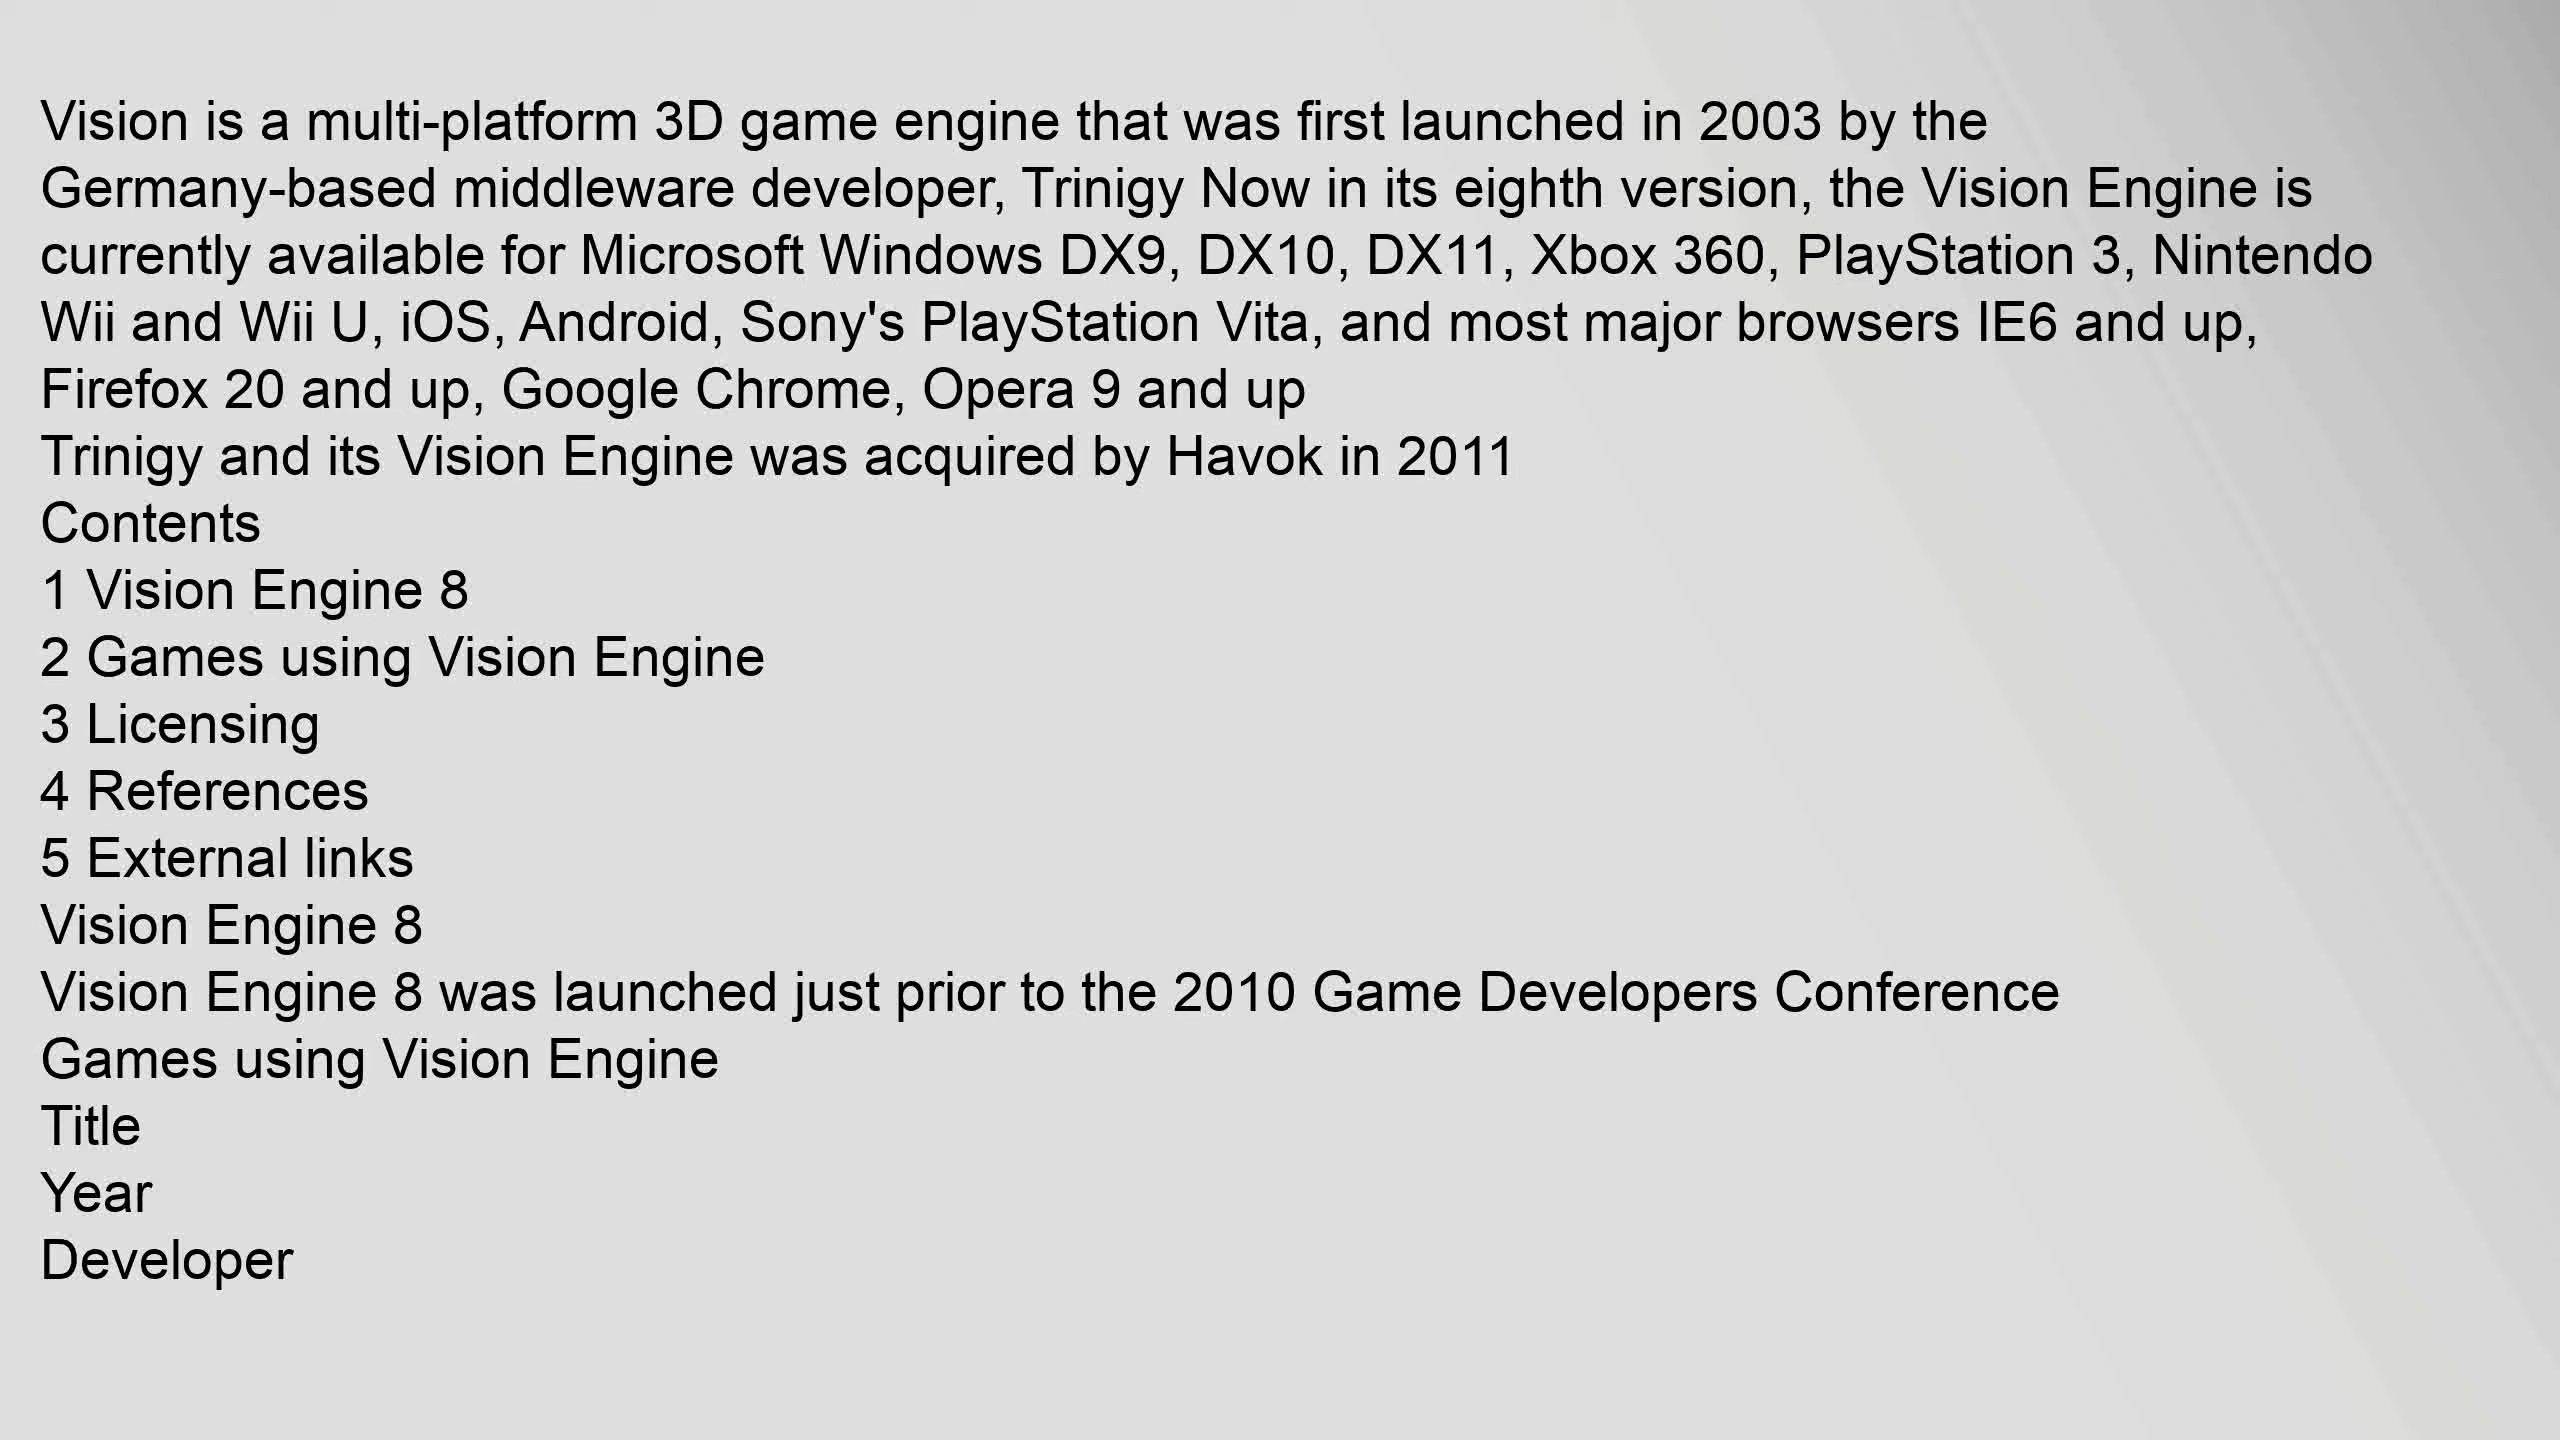 Vision is a multi-platform 3D game engine that was first launched in 2003 by the
Germany-based middleware developer, Trinigy Now in its eighth version, the Vision Engine is
currently available for Microsoft Windows DX9, DX10, DX11, Xbox 360, PlayStation 3, Nintendo
Wii and Wii U, iOS, Android, Sony's PlayStation Vita, and most major browsers IE6 and up,
Firefox 20 and up, Google Chrome, Opera 9 and up
Trinigy and its Vision Engine was acquired by Havok in 2011
Contents
1 Vision Engine 8
2 Games using Vision Engine
3 Licensing
4 References
5 External links
Vision Engine 8
Vision Engine 8 was launched just prior to the 2010 Game Developers Conference
Games using Vision Engine
Title
Year
Developer